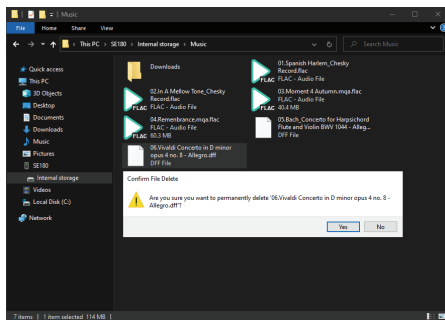 Music
File
Home
Share
View
This PC > SE180 > Internal storage > Music
Search Music
Quick access
This PC
3D Objects
Desktop
Documents
Downloads
Music
Pictures
SE180
Internal storage
Videos
Local Disk (C:)
Network
Downloads
01.Spanish Harlem_Chesky
Record.flac
FLAC - Audio File
FLAC
02.In A Mellow Tone_Chesky
Record.flac
FLAC - Audio File
FLAC
03.Moment 4 Autumn.mqa.flac
FLAC - Audio File
40.4 MB
FLAC
04.Remenbrance.mqa.flac
FLAC - Audio File
60.3 MB
FLAC
05.Bach_Concerto for Harpsichord
Flute and Violin BWV 1044 - Alleg...
DFF File
06.Vivaldi Concerto in D minor
opus 4 no. 8 - Allegro.dff
DFF File
Confirm File Delete
Are you sure you want to permanently delete '06.Vivaldi Concerto in D minor opus 4 no. 8 -
Allegro.dff'?
Yes
No
7 items
1 item selected 114 MB